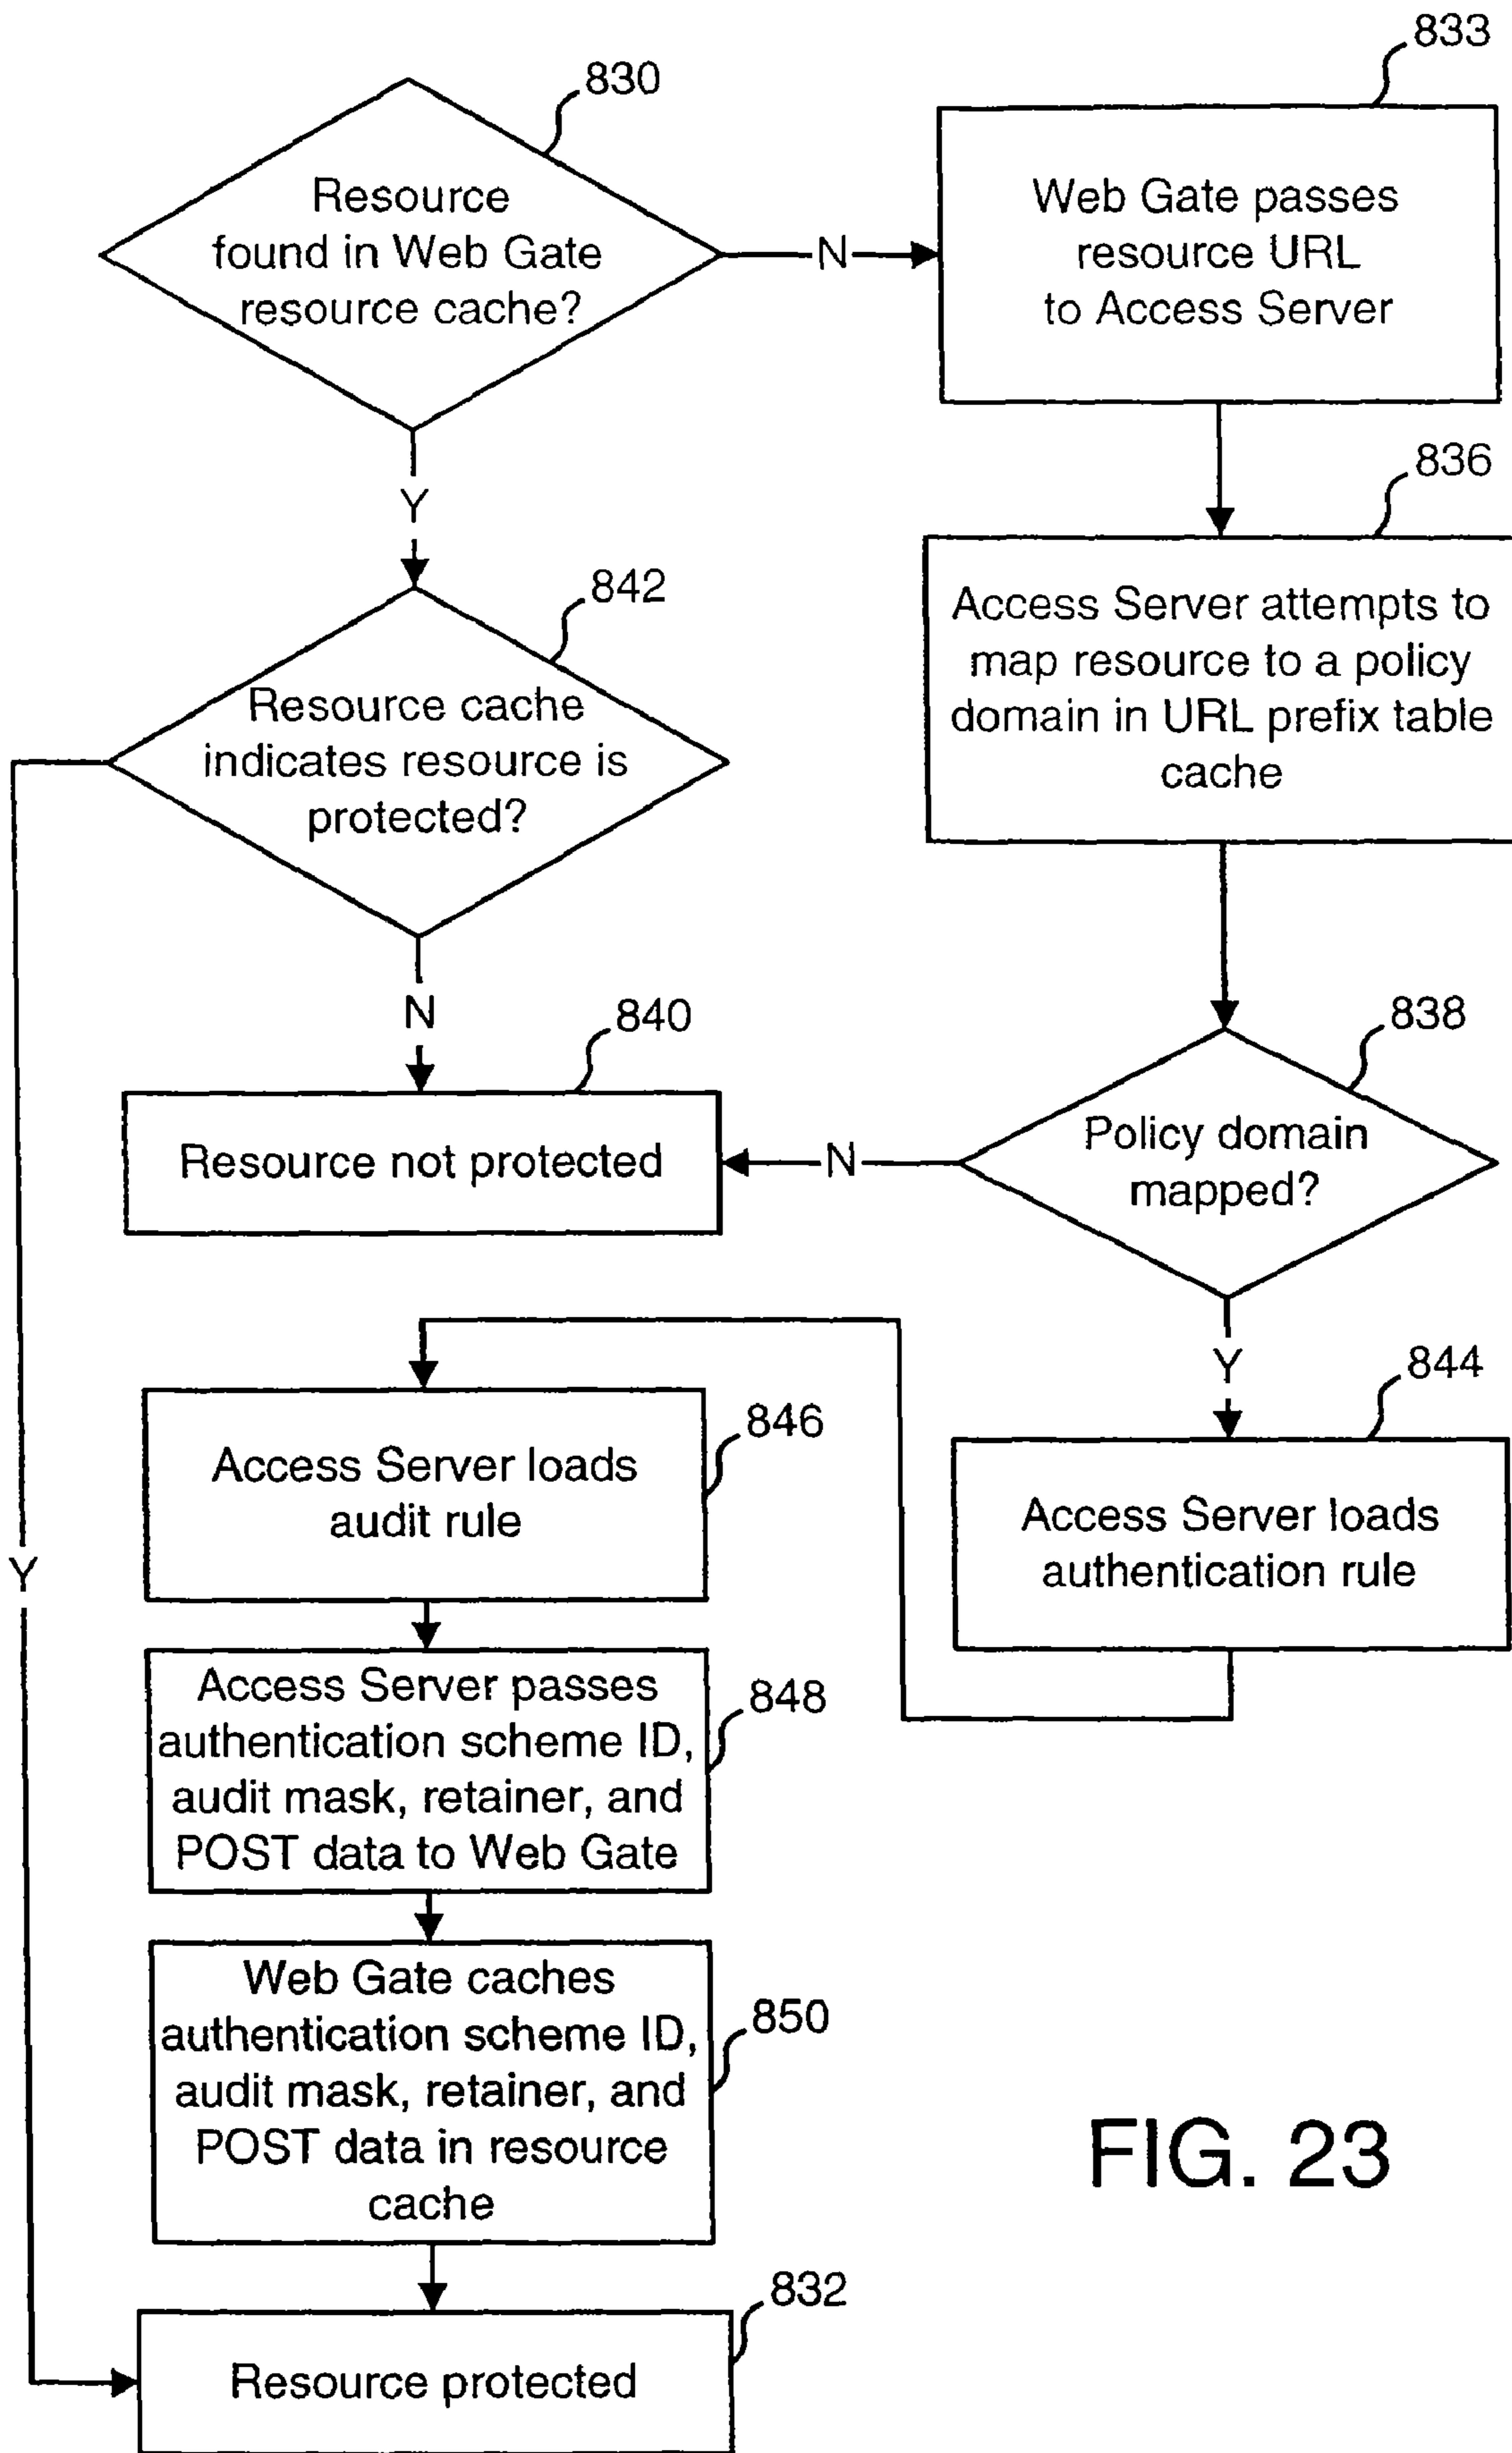 830
Resource
found in Web Gate
resource cache?
N
Y
833
Web Gate passes
resource URL
to Access Server
836
Access Server attempts to
map resource to a policy
domain in URL prefix table
cache
842
Resource cache
indicates resource is
protected?
N
Y
838
Policy domain
mapped?
N
Y
840
Resource not protected
844
Access Server loads
authentication rule
846
Access Server loads
audit rule
848
Access Server passes
authentication scheme ID,
audit mask, retainer, and
POST data to Web Gate
850
Web Gate caches
authentication scheme ID,
audit mask, retainer, and
POST data in resource
cache
832
Resource protected
FIG. 23